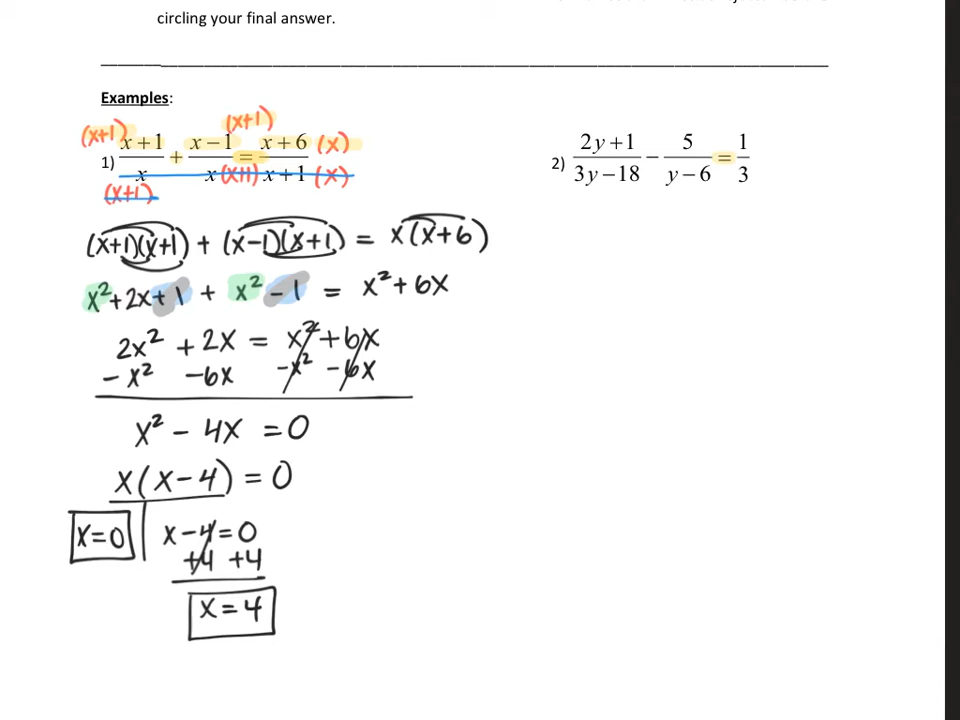 circling your final answer.
Examples:
(x+1) (x+1)
1) x+1/x + x-1/x = x+6/x+1 (x)
(x+1) (x+1) (x)
2) 2y+1/3y-18 - 5/y-6 = 1/3
(x+1)(x+1) + (x-1)(x+1) = x(x+6)
x²+2x+1 + x²-1 = x²+6x
2x² + 2x = x²+6x
-x² -6x -x² -6x
x² - 4x = 0
x(x-4) = 0
x=0 x-4=0
+4 +4
x=4